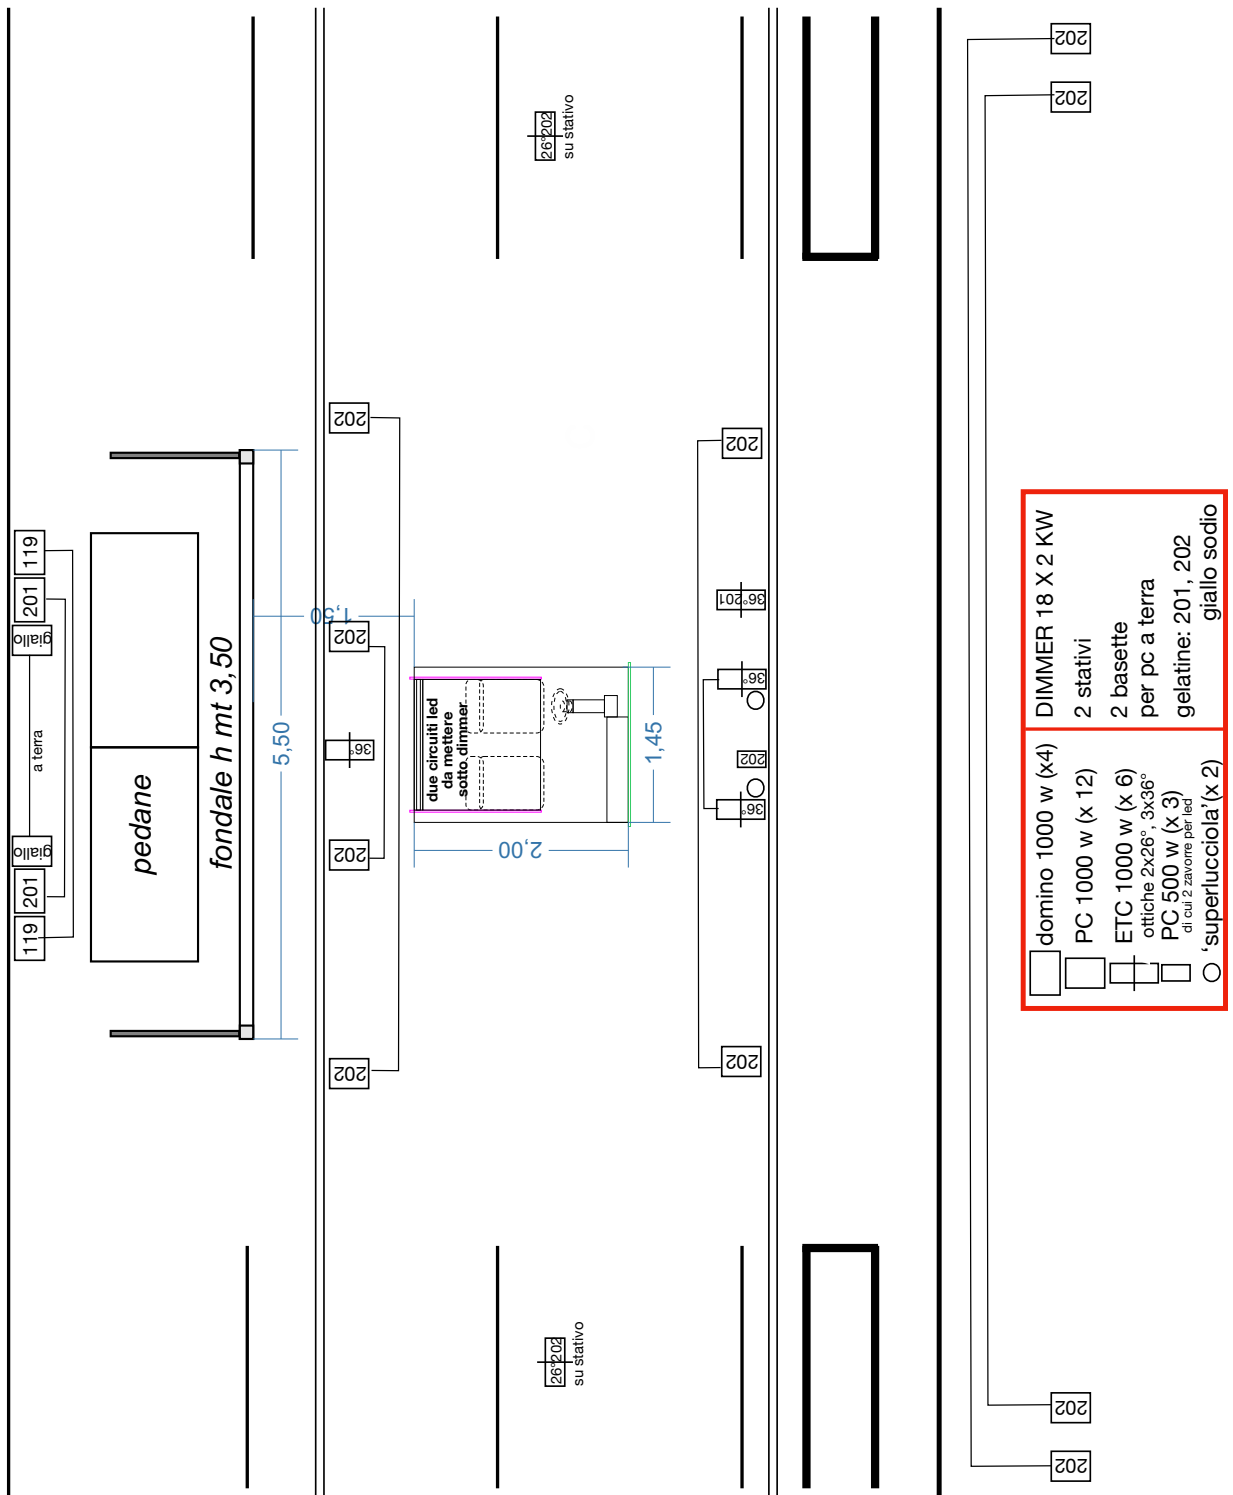 119
201
giallo
a terra
giallo
201
119
pedane
fondale h mt 3,50
5,50
1,50
202
202
36°
202
202
due circuiti led
da mettere
sotto dimmer
2,00
1,45
26°202
su stativo
26°202
su stativo
202
36°201
36°
202
36°
202
202
202
202
202
DIMMER 18 X 2 KW
2 stativi
2 basette
per pc a terra
gelatine: 201, 202
giallo sodio
domino 1000 w (x4)
PC 1000 w (x 12)
ETC 1000 w (x 6)
ottiche 2x26°, 3x36°
PC 500 w (x 3)
di cui 2 zavorre per led
‘superlucciola’(x 2)